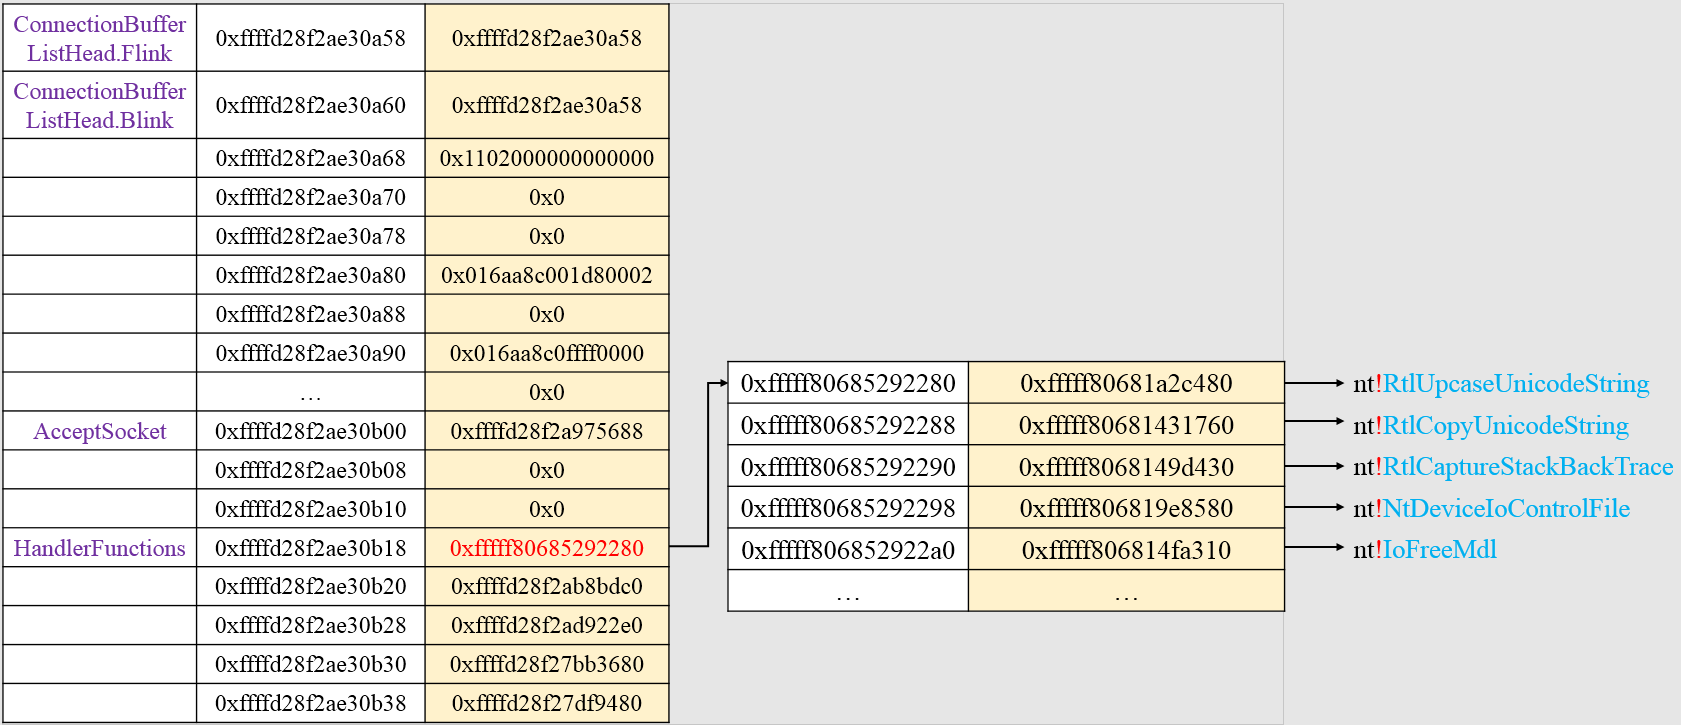 ConnectionBuffer
ListHead.Flink
0xffffd28f2ae30a58 0xffffd28f2ae30a58
ConnectionBuffer
ListHead.Blink
0xffffd28f2ae30a60 0xffffd28f2ae30a58
0xffffd28f2ae30a68 0x1102000000000000
0xffffd28f2ae30a70 0x0
0xffffd28f2ae30a78 0x0
0xffffd28f2ae30a80 0x016aa8c001d80002
0xffffd28f2ae30a88 0x0
0xffffd28f2ae30a90 0x016aa8c0ffff0000
… 0x0
AcceptSocket 0xffffd28f2ae30b00 0xffffd28f2a975688
0xffffd28f2ae30b08 0x0
0xffffd28f2ae30b10 0x0
HandlerFunctions 0xffffd28f2ae30b18 0xfffff80685292280
0xffffd28f2ae30b20 0xffffd28f2ab8bdc0
0xffffd28f2ae30b28 0xffffd28f2ad922e0
0xffffd28f2ae30b30 0xffffd28f27bb3680
0xffffd28f2ae30b38 0xffffd28f27df9480
0xfffff80685292280 0xfffff80681a2c480 nt!RtlUpcaseUnicodeString
0xfffff80685292288 0xfffff80681431760 nt!RtlCopyUnicodeString
0xfffff80685292290 0xfffff8068149d430 nt!RtlCaptureStackBackTrace
0xfffff80685292298 0xfffff806819e8580 nt!NtDeviceIoControlFile
0xfffff806852922a0 0xfffff806814fa310 nt!IoFreeMdl
… …